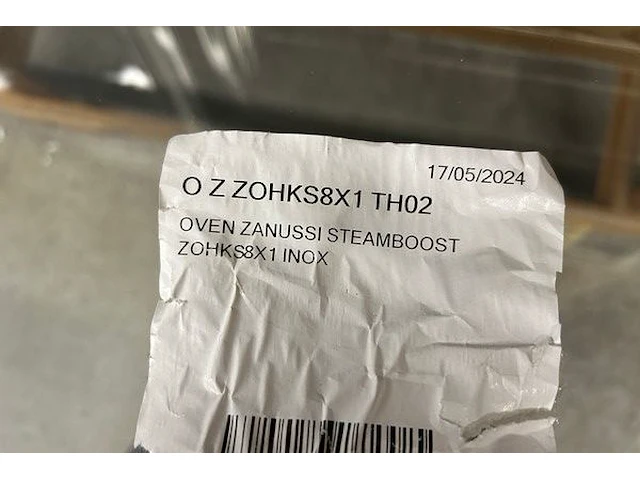 17/05/2024
O Z ZOHKS8X1 TH02
OVEN ZANUSSI STEAMBOOST
ZOHKS8X1 INOX